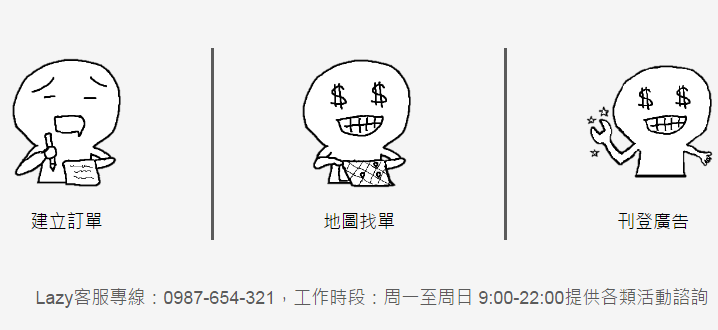 建立訂單
地圖找單
刊登廣告
Lazy客服專線：0987-654-321，工作時段：周一至周日 9:00-22:00提供各類活動諮詢